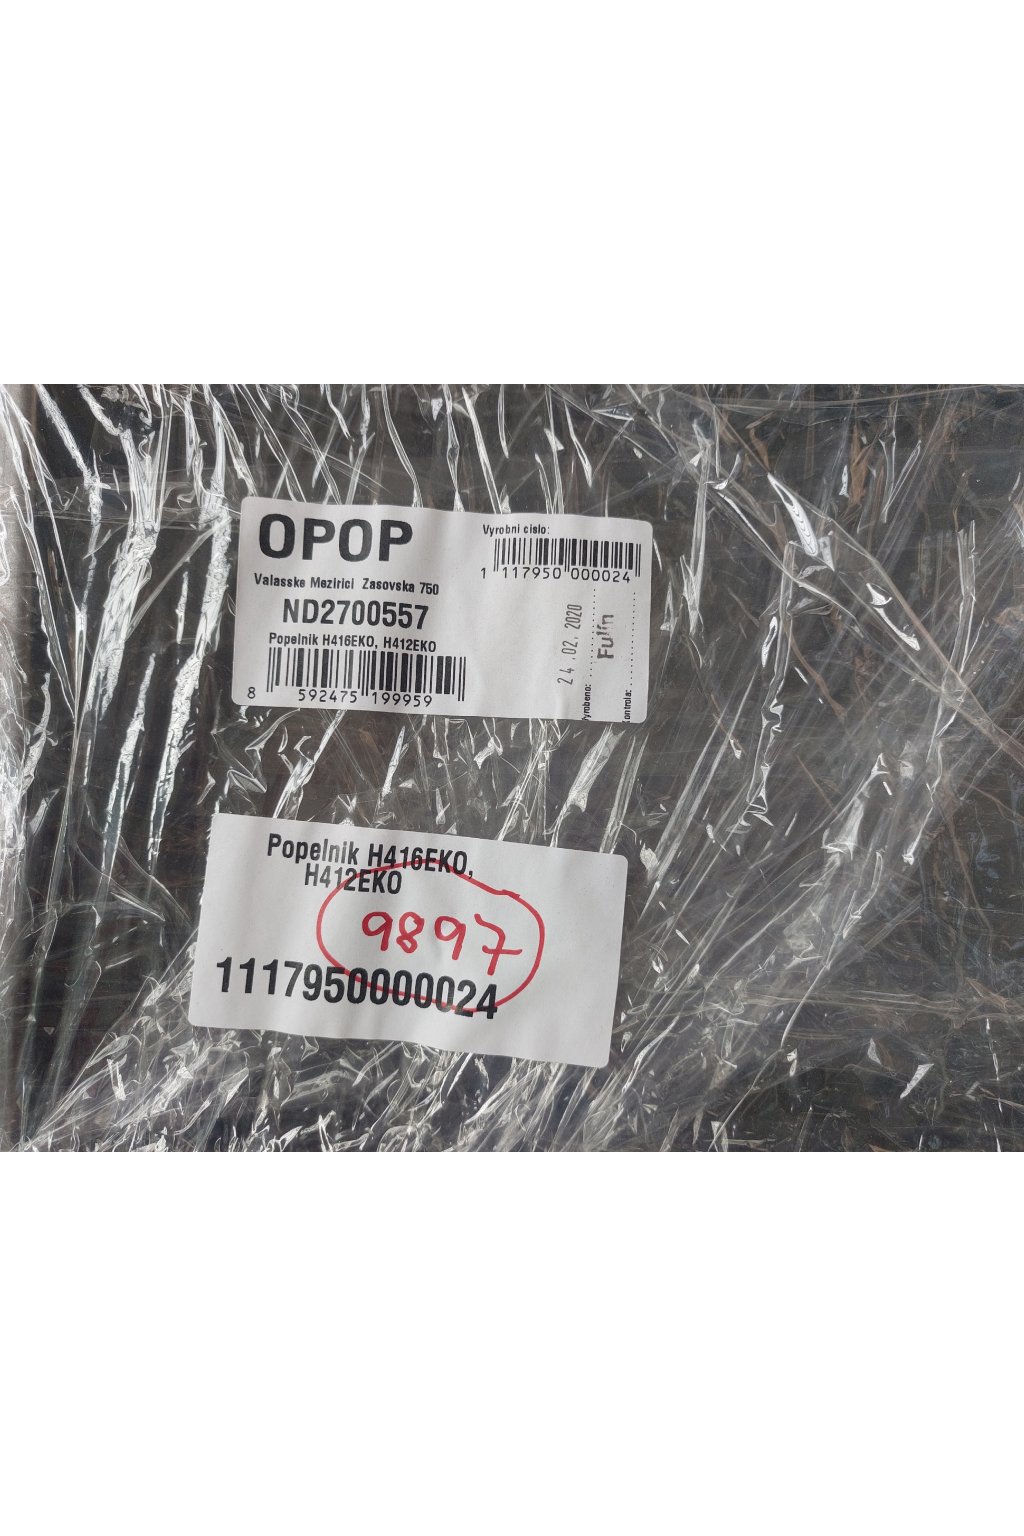 OPOP
Valasske Mezirici Zasovska 750
ND2700557
Popelnik H416EKO, H412EKO
8 592475 199959
Vyrobni cislo:
1 117950 000024
24.02.2020
Fulín
Vyrobeno:
Kontrola:
Popelnik H416EKO,
H412EKO
9897
1117950000024